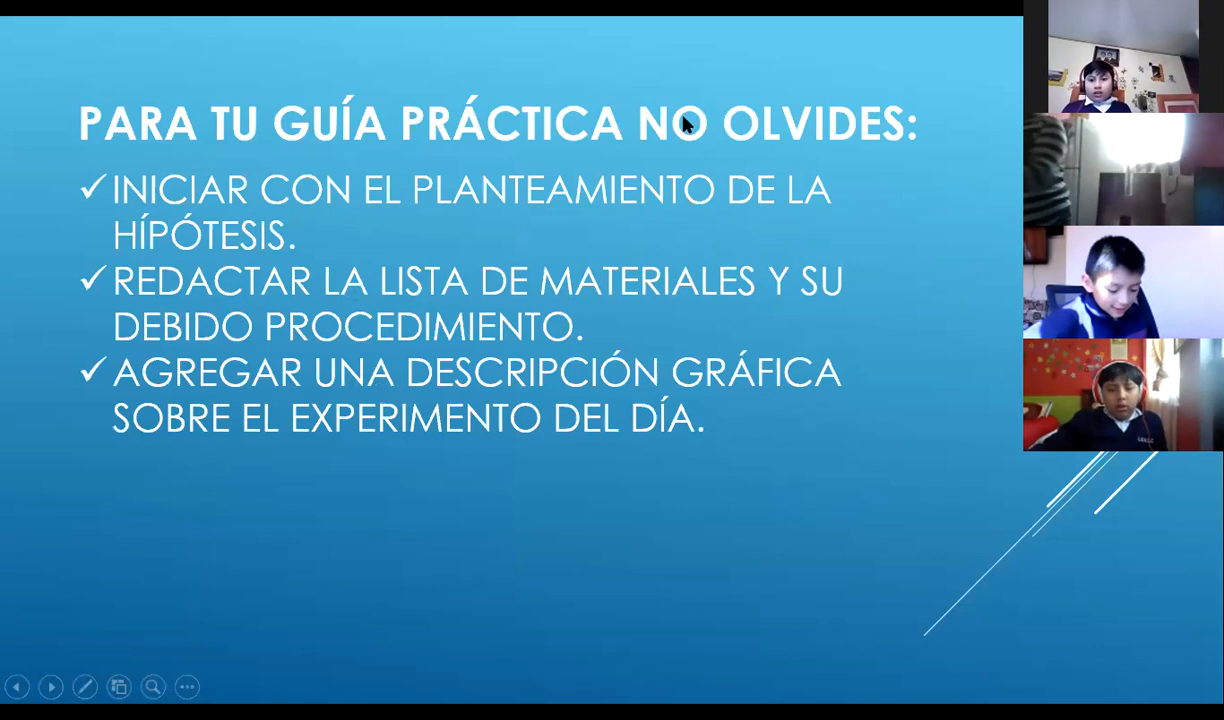 PARA TU GUÍA PRÁCTICA NO OLVIDES:
✓INICIAR CON EL PLANTEAMIENTO DE LA
HÍPÓTESIS.
✓REDACTAR LA LISTA DE MATERIALES Y SU
DEBIDO PROCEDIMIENTO.
✓AGREGAR UNA DESCRIPCIÓN GRÁFICA
SOBRE EL EXPERIMENTO DEL DÍA.